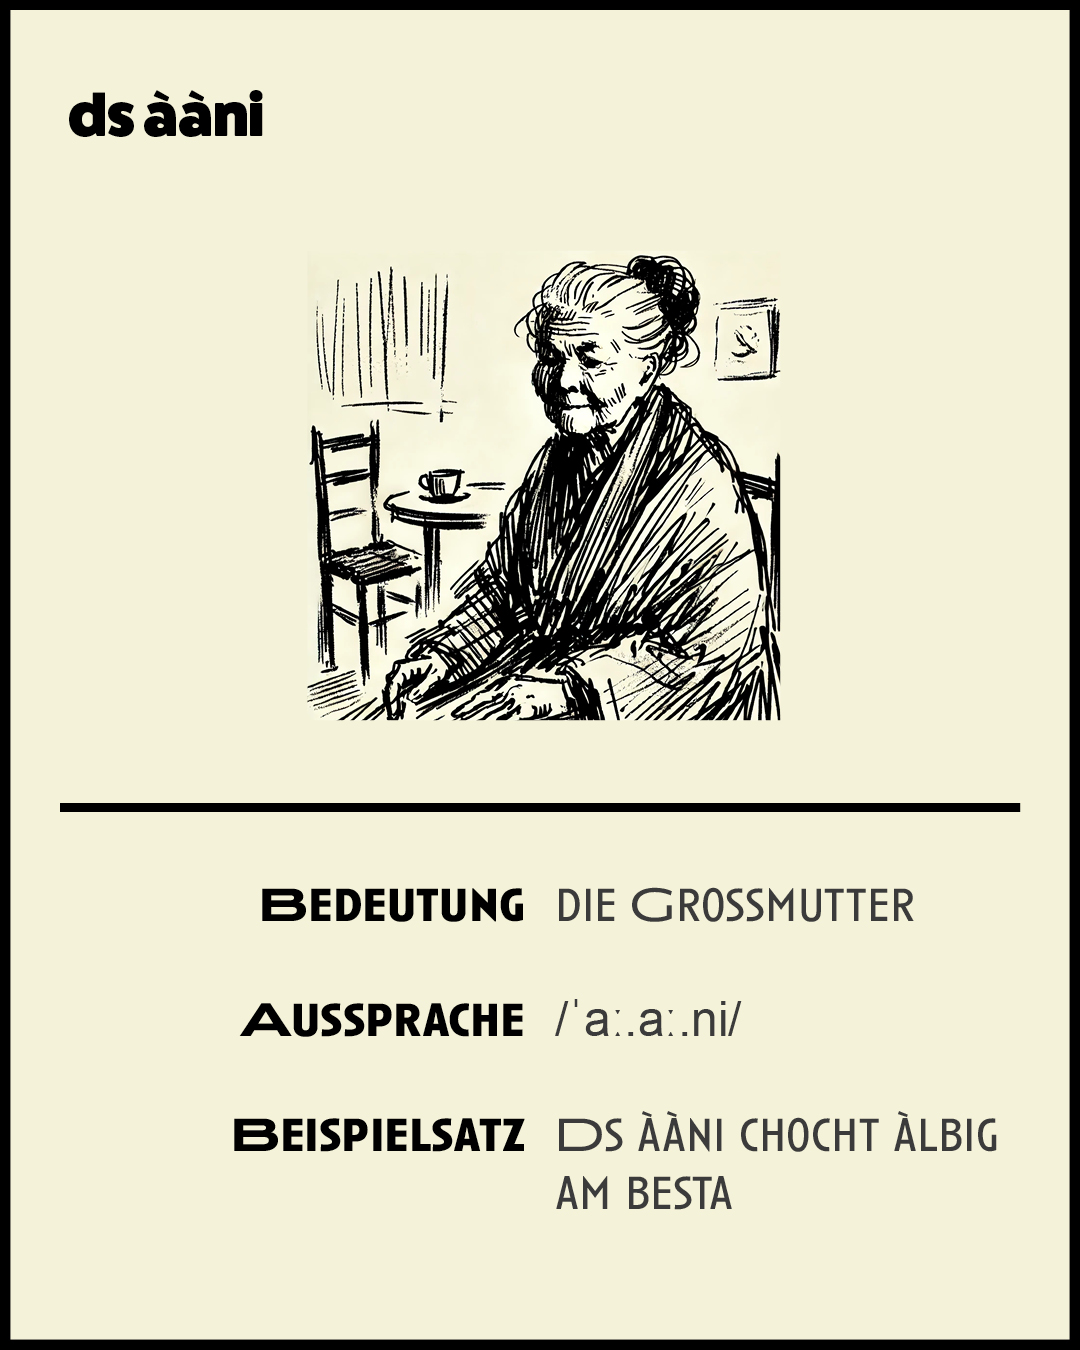 ds ààni
Bedeutung die Grossmutter
Aussprache /ˈaː.aː.ni/
Beispielsatz Ds ààni chocht àlbig
am besta